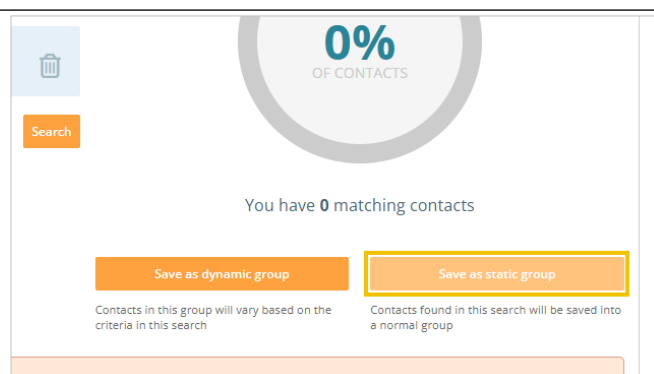 0%
OF CONTACTS
Search
You have 0 matching contacts
Save as dynamic group
Save as static group
Contacts in this group will vary based on the
criteria in this search
Contacts found in this search will be saved into
a normal group